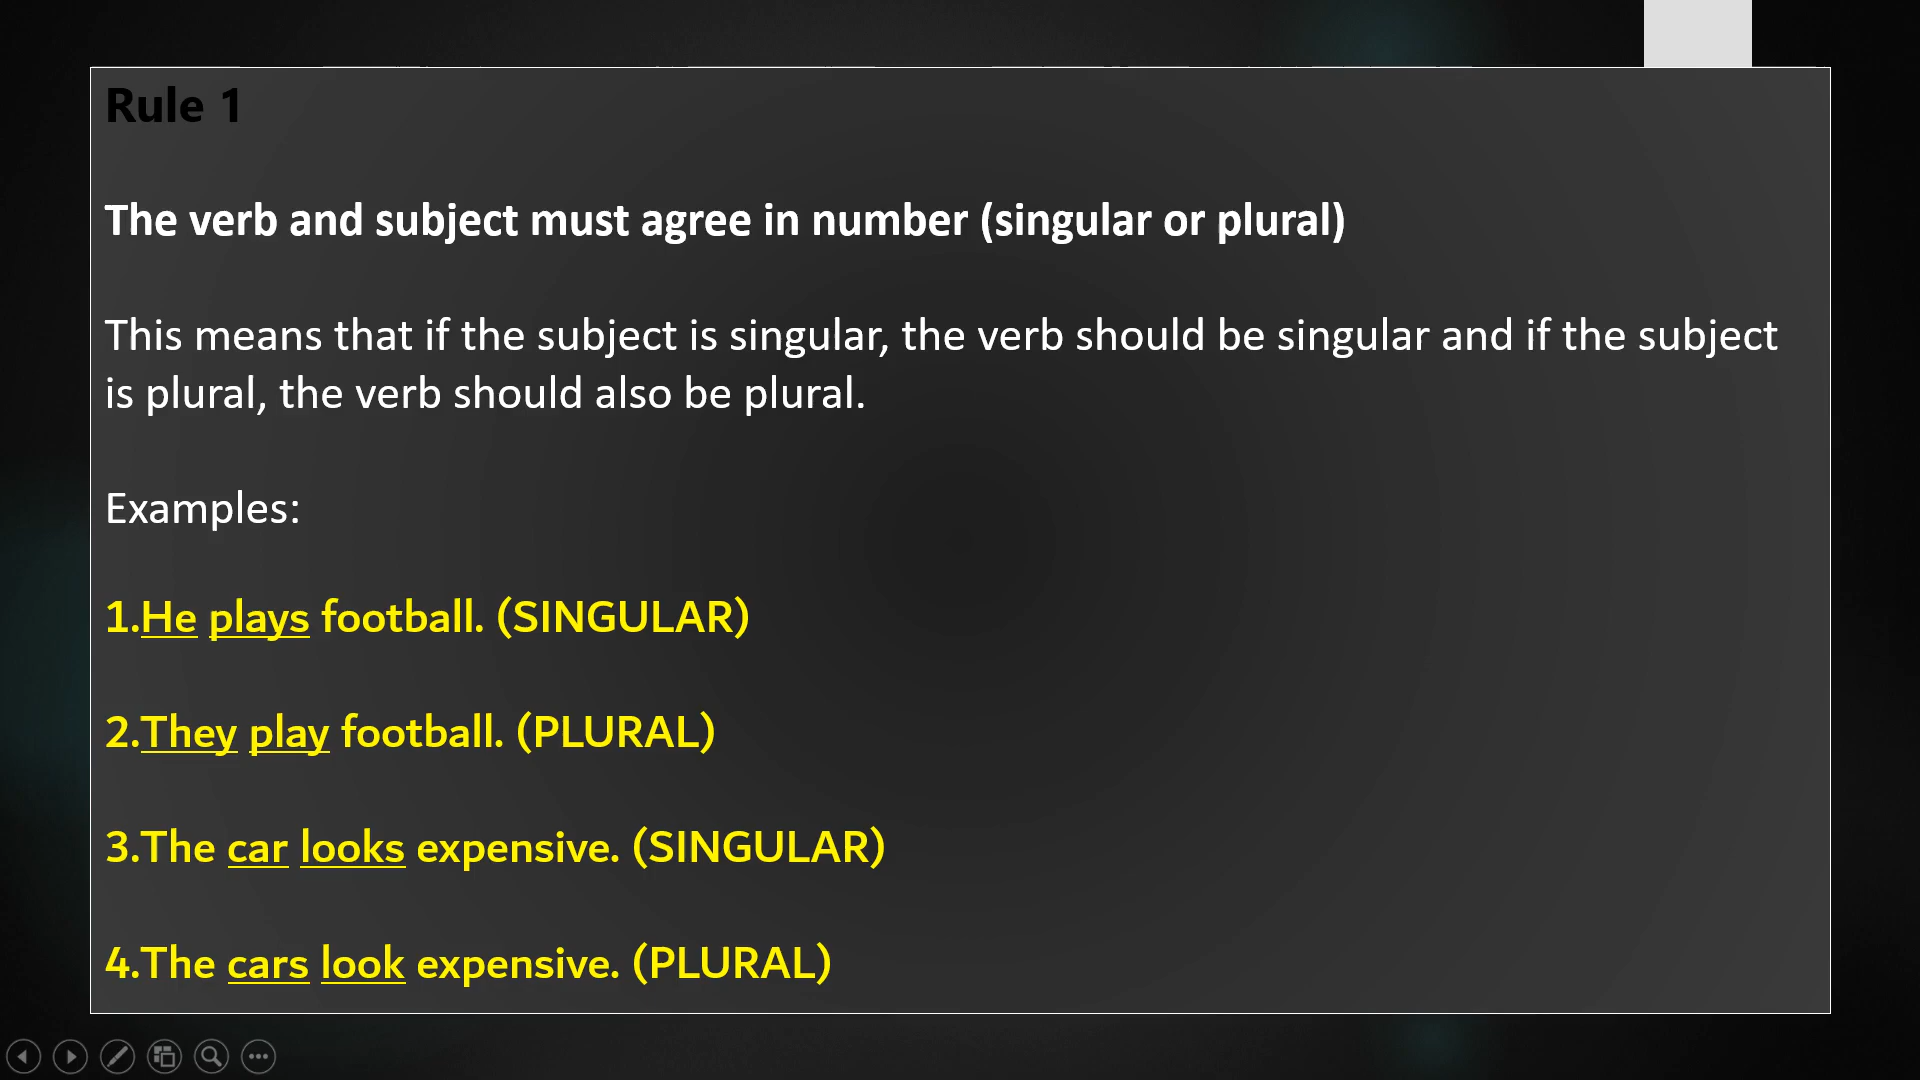 Rule 1
The verb and subject must agree in number (singular or plural)
This means that if the subject is singular, the verb should be singular and if the subject
is plural, the verb should also be plural.
Examples:
1.He plays football. (SINGULAR)
2.They play football. (PLURAL)
3.The car looks expensive. (SINGULAR)
4.The cars look expensive. (PLURAL)